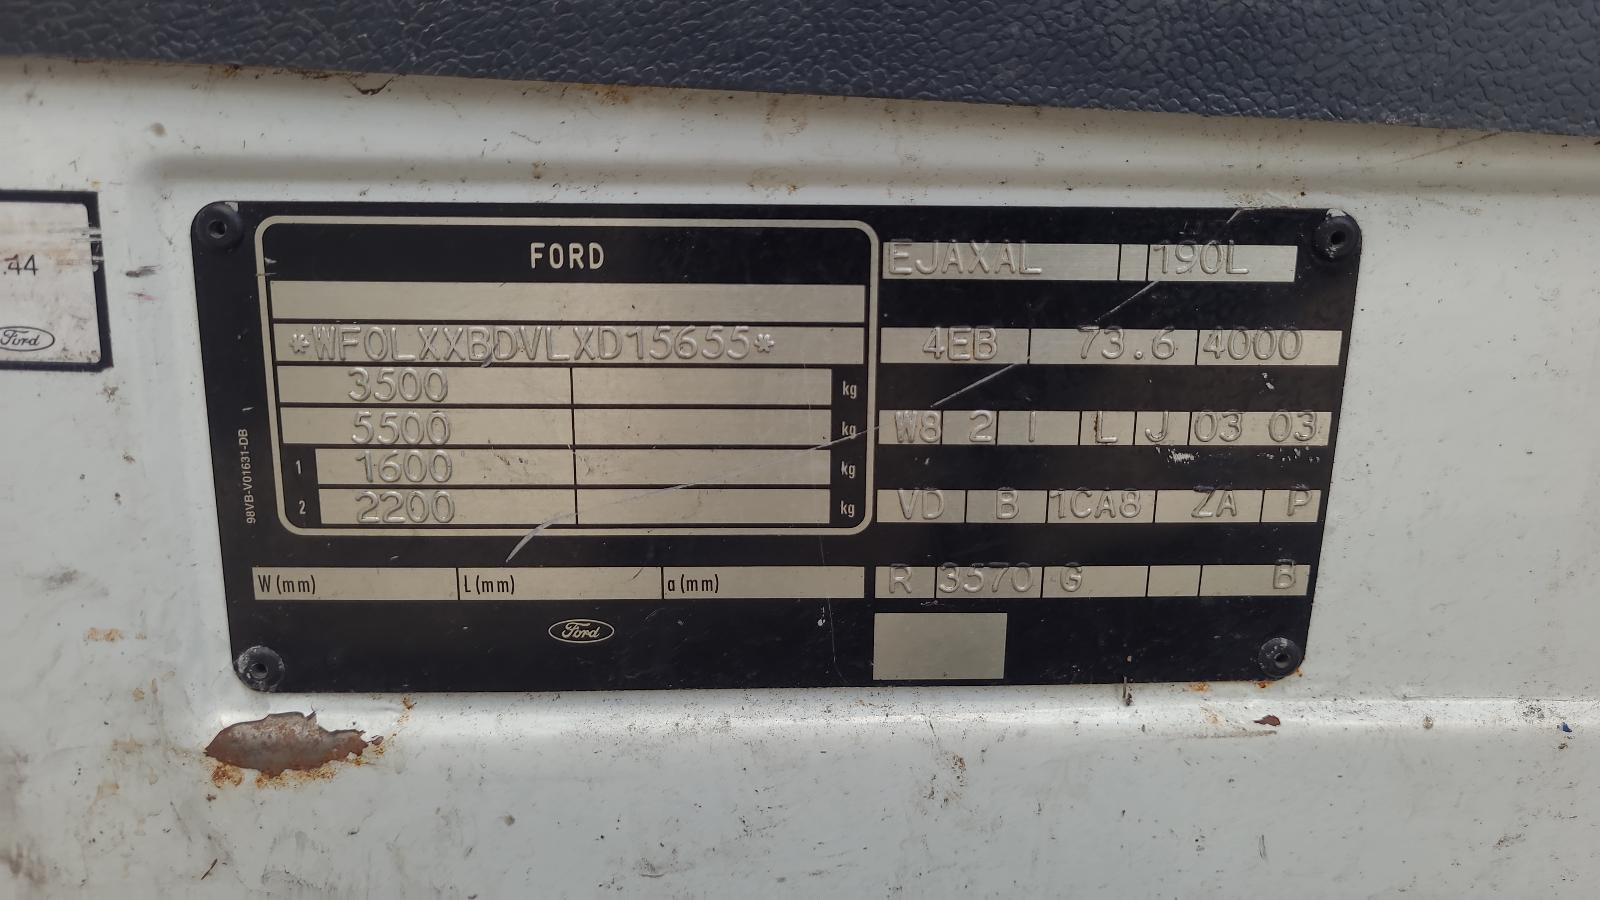 .44
Ford
98VB-V01631-DB
FORD
*WF0LXXBDVLXD15655*
3500 kg
5500 kg
1 1600 kg
2 2200 kg
W (mm) L (mm) a (mm)
Ford
EJAXAL 190L
4EB 73.6 4000
W8 2 I L J 03 03
VD B 1CA8 ZA P
R 3570 G B